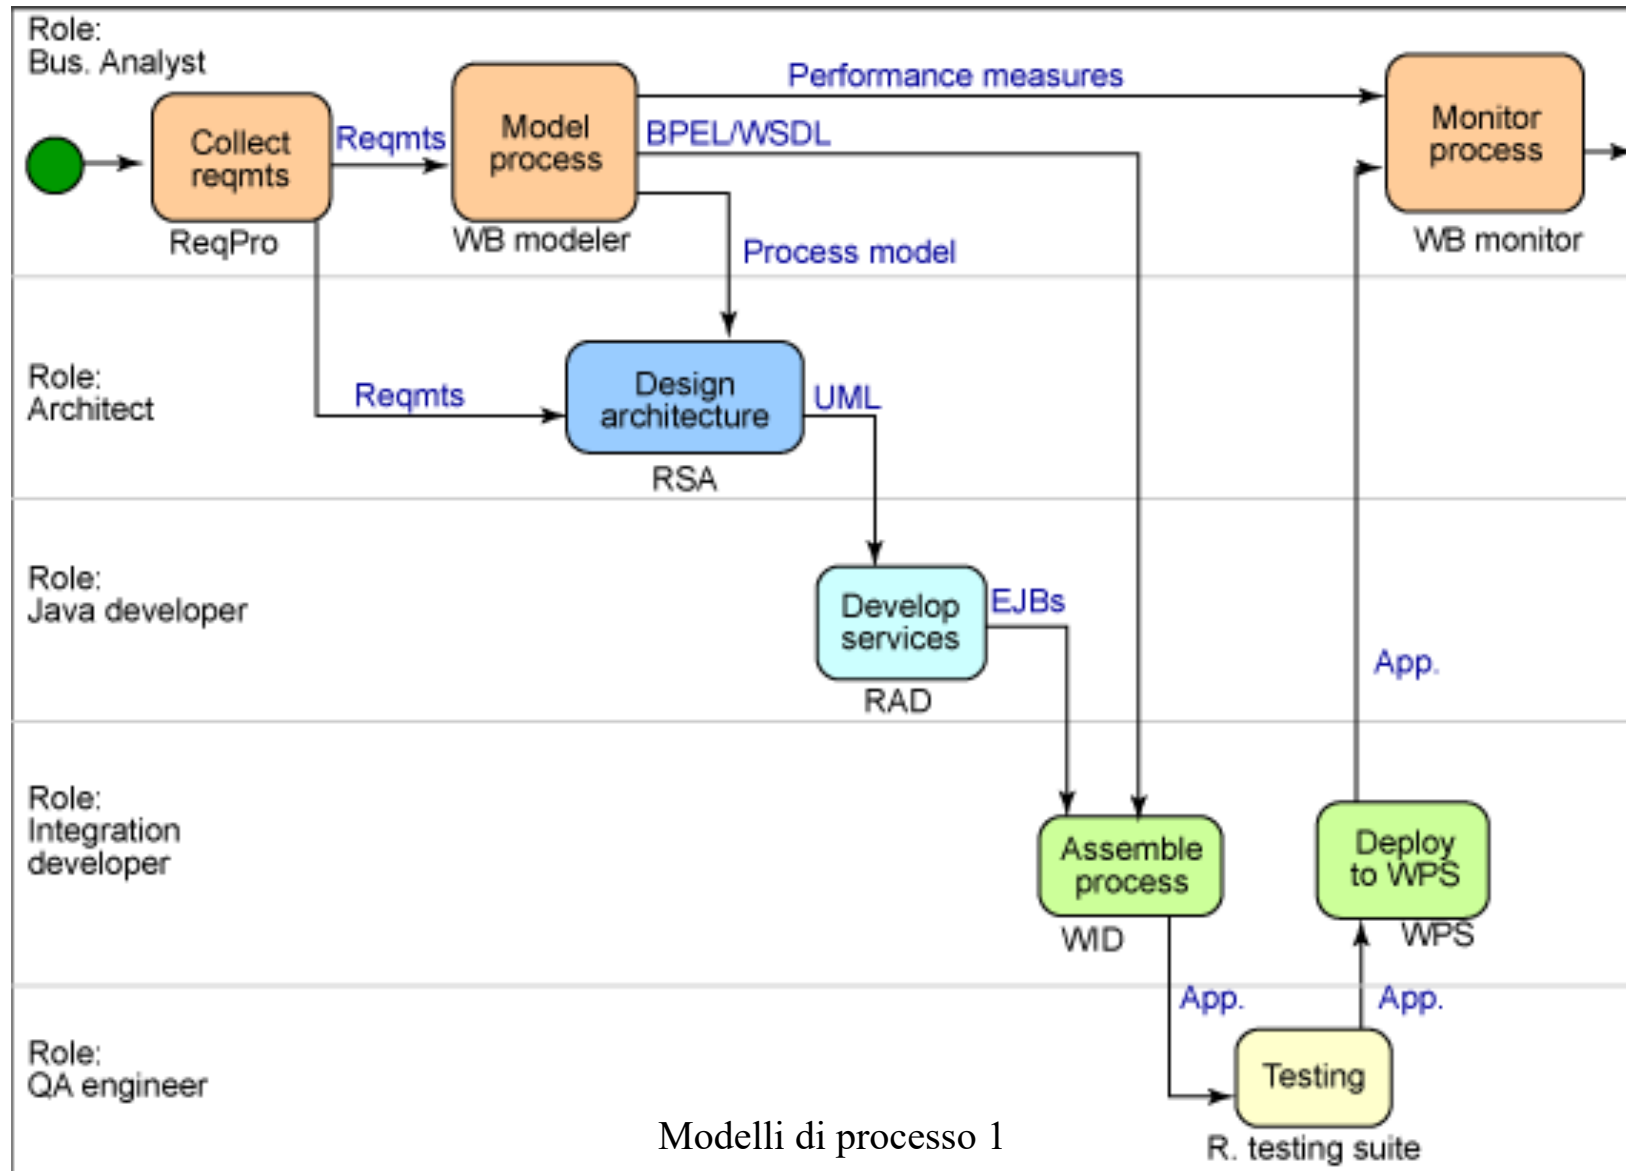 Role:
Bus. Analyst
Collect
reqmts
ReqPro
Reqmts
Model
process
WB modeler
Performance measures
BPEL/WSDL
Process model
Monitor
process
WB monitor
Role:
Architect
Reqmts
Design
architecture
RSA
UML
Role:
Java developer
Develop
services
RAD
EJBs
App.
Role:
Integration
developer
Assemble
process
WID
Deploy
to WPS
WPS
App.
App.
Role:
QA engineer
Testing
R. testing suite
Modelli di processo 1